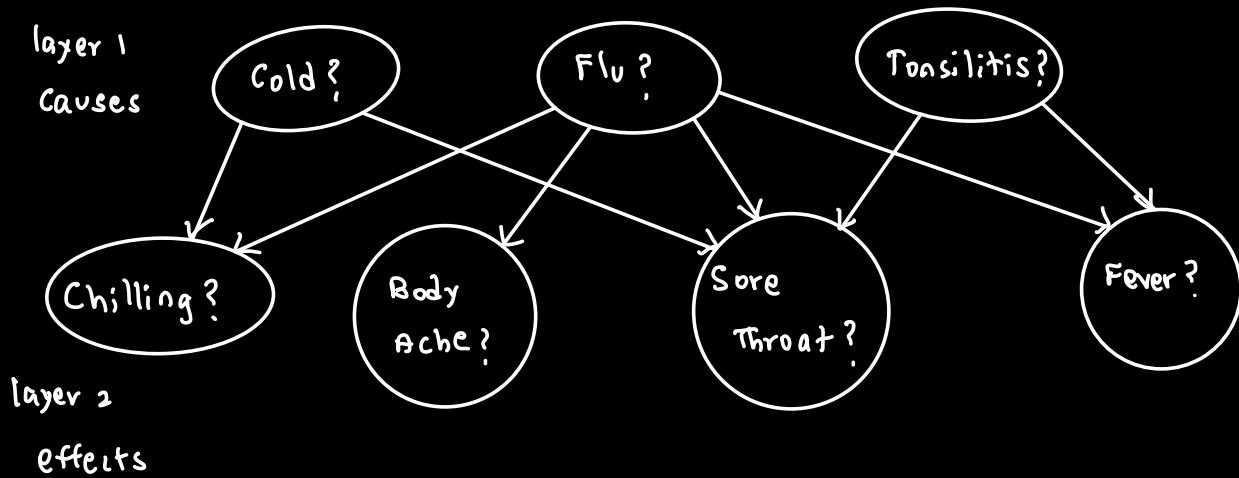 layer 1
causes
Cold?
Flu?
Tonsilitis?
Chilling?
Body
Ache?
Sore
Throat?
Fever?
layer 2
effects